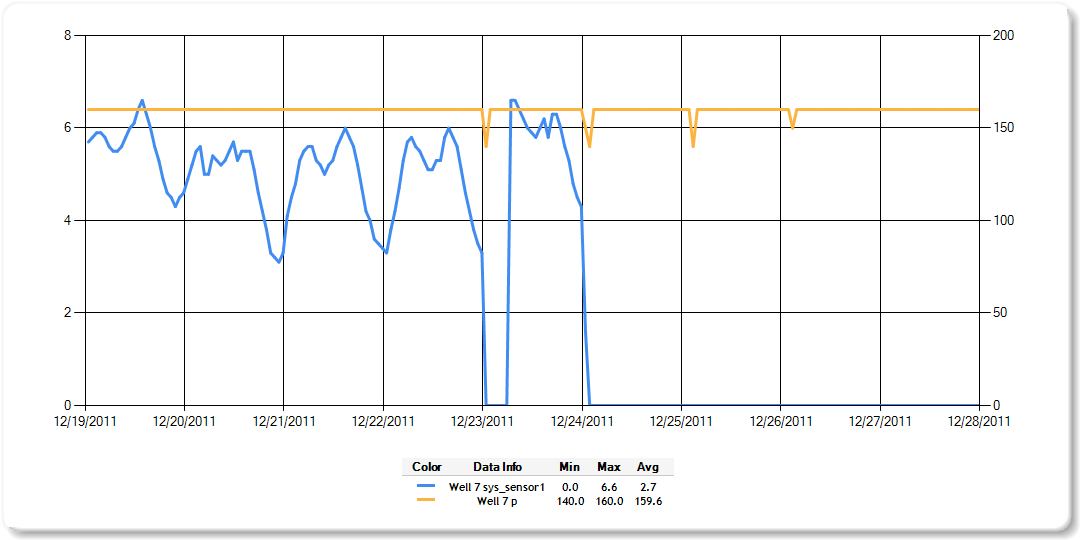 8 200
6 150
4 100
2 50
0 0
12/19/2011 12/20/2011 12/21/2011 12/22/2011 12/23/2011 12/24/2011 12/25/2011 12/26/2011 12/27/2011 12/28/2011
Color Data Info Min Max Avg
Well 7 sys_sensor1 0.0 6.6 2.7
Well 7 p 140.0 160.0 159.6